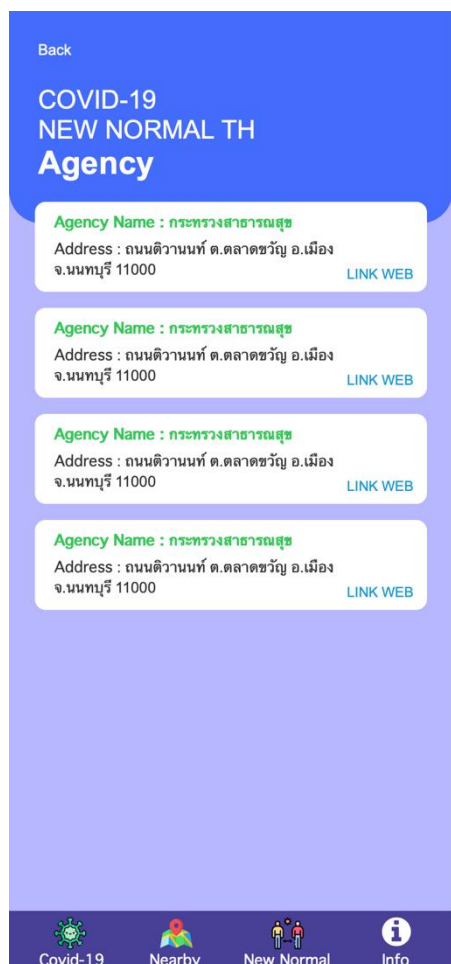 Back
COVID-19
NEW NORMAL TH
Agency
Agency Name : กระทรวงสาธารณสุข
Address : ถนนติวานนท์ ต.ตลาดขวัญ อ.เมือง
จ.นนทบุรี 11000
LINK WEB
Agency Name : กระทรวงสาธารณสุข
Address : ถนนติวานนท์ ต.ตลาดขวัญ อ.เมือง
จ.นนทบุรี 11000
LINK WEB
Agency Name : กระทรวงสาธารณสุข
Address : ถนนติวานนท์ ต.ตลาดขวัญ อ.เมือง
จ.นนทบุรี 11000
LINK WEB
Agency Name : กระทรวงสาธารณสุข
Address : ถนนติวานนท์ ต.ตลาดขวัญ อ.เมือง
จ.นนทบุรี 11000
LINK WEB
Covid-19 Nearby New Normal Info